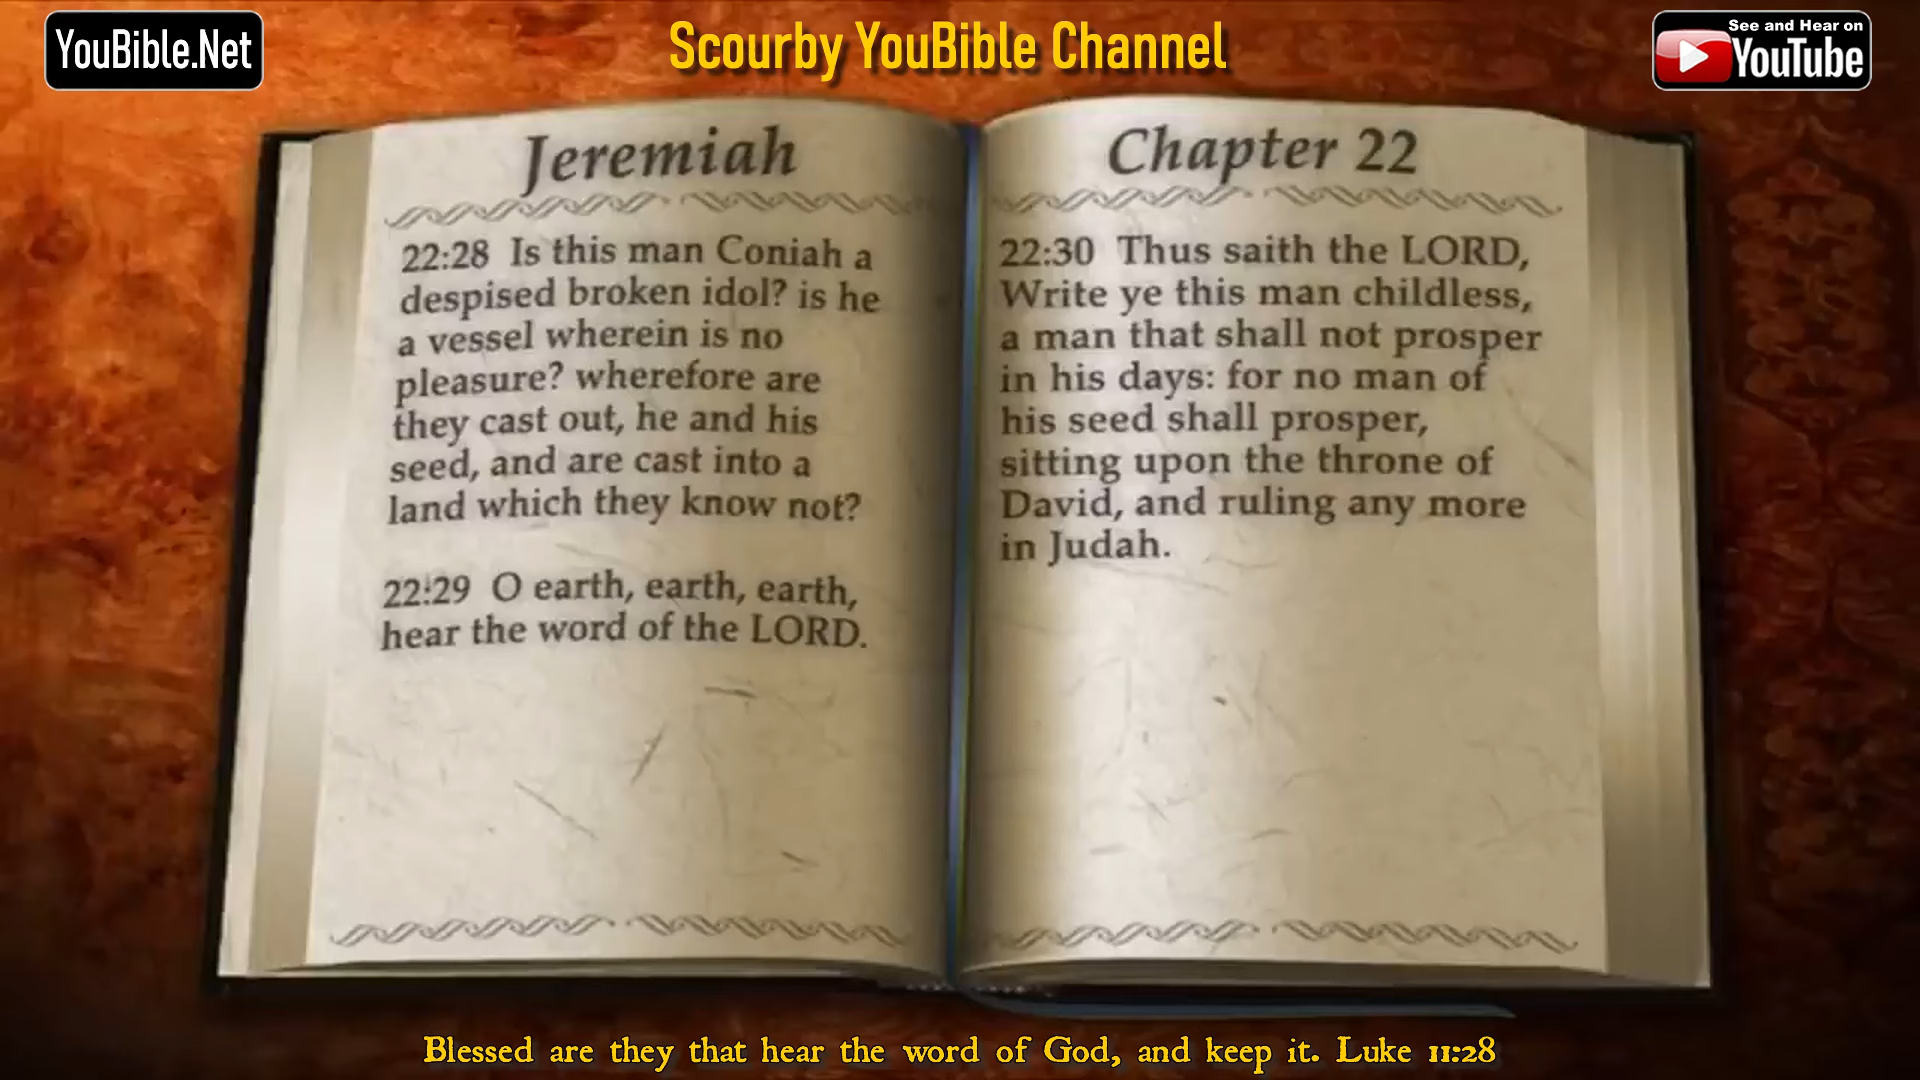 YouBible.Net
Scourby YouBible Channel
See and Hear on
YouTube
Jeremiah
22:28 Is this man Coniah a
despised broken idol? is he
a vessel wherein is no
pleasure? wherefore are
they cast out, he and his
seed, and are cast into a
land which they know not?
22:29 O earth, earth, earth,
hear the word of the LORD.
Chapter 22
22:30 Thus saith the LORD,
Write ye this man childless,
a man that shall not prosper
in his days: for no man of
his seed shall prosper,
sitting upon the throne of
David, and ruling any more
in Judah.
Blessed are they that hear the word of God, and keep it. Luke 11:28